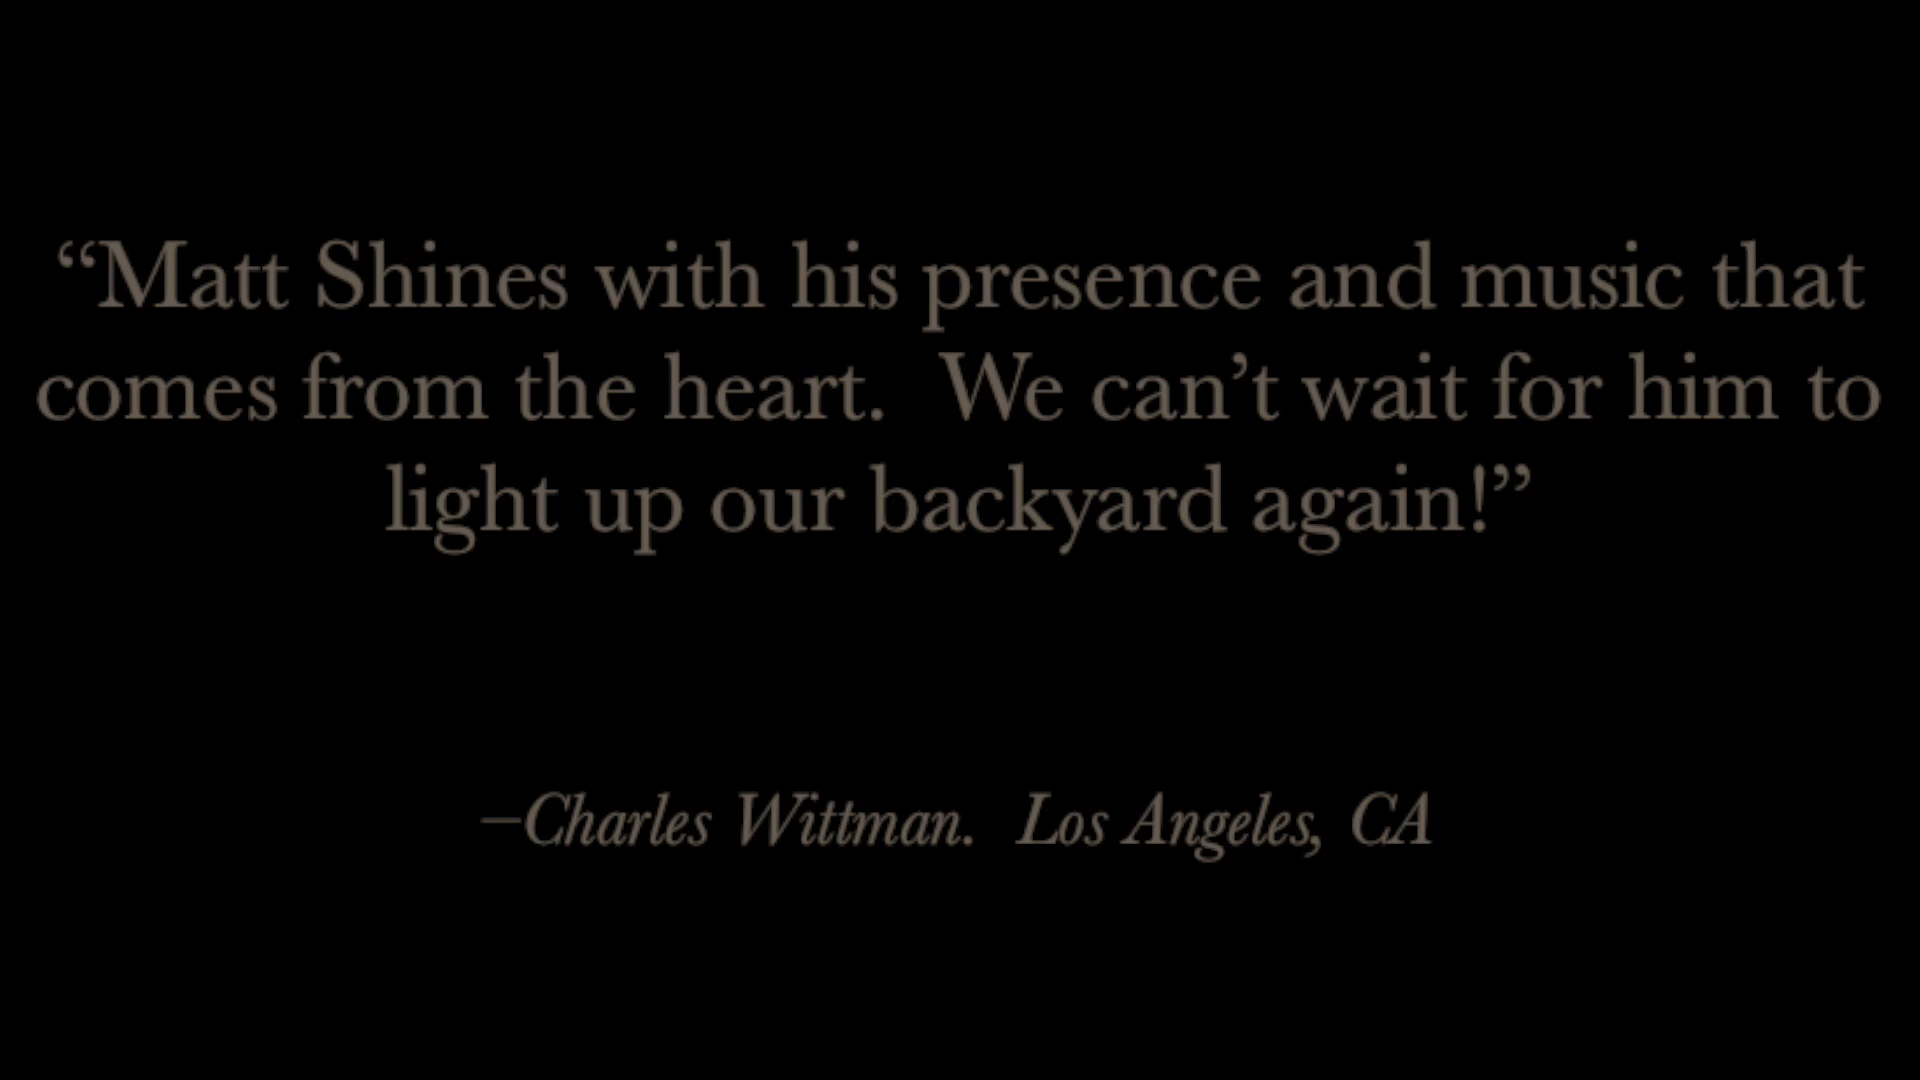 “Matt Shines with his presence and music that
comes from the heart.  We can’t wait for him to
light up our backyard again!”
–Charles Wittman.  Los Angeles, CA